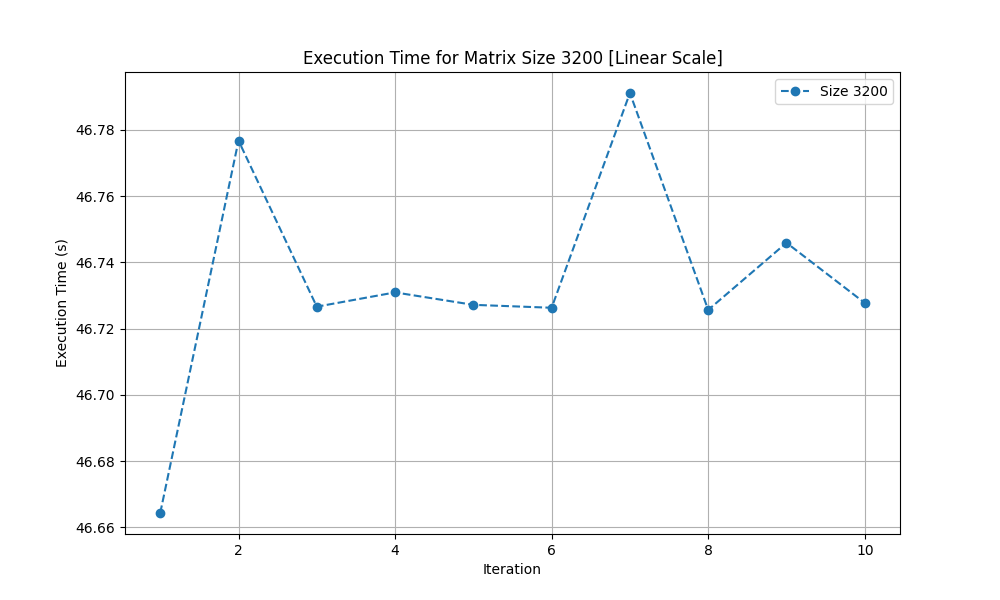 Execution Time for Matrix Size 3200 [Linear Scale]
Size 3200
46.78
46.76
46.74
46.72
46.70
46.68
46.66
Execution Time (s)
2 4 6 8 10
Iteration